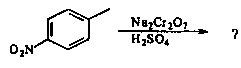 Na₂Cr₂O₇
H₂SO₄
?
O₂N